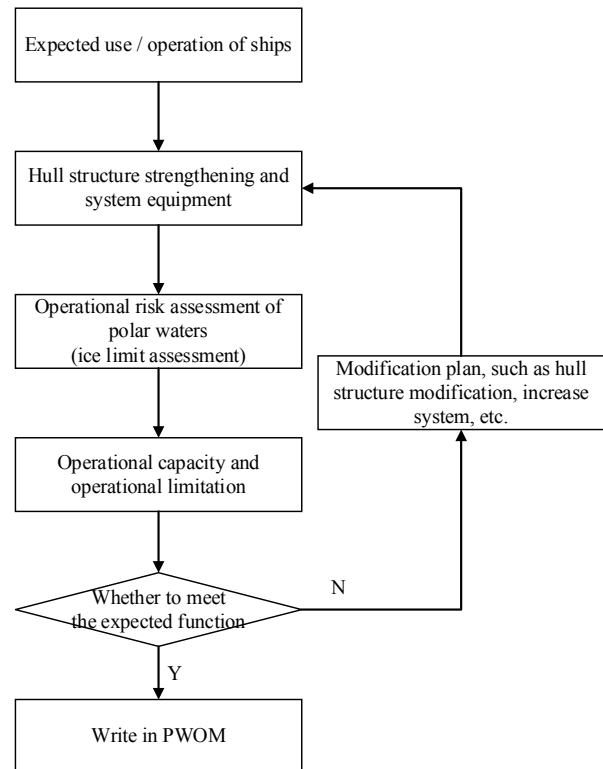 Expected use / operation of ships
Hull structure strengthening and
system equipment
Operational risk assessment of
polar waters
(ice limit assessment)
Modification plan, such as hull
structure modification, increase
system, etc.
Operational capacity and
operational limitation
Whether to meet
the expected function
N
Y
Write in PWOM